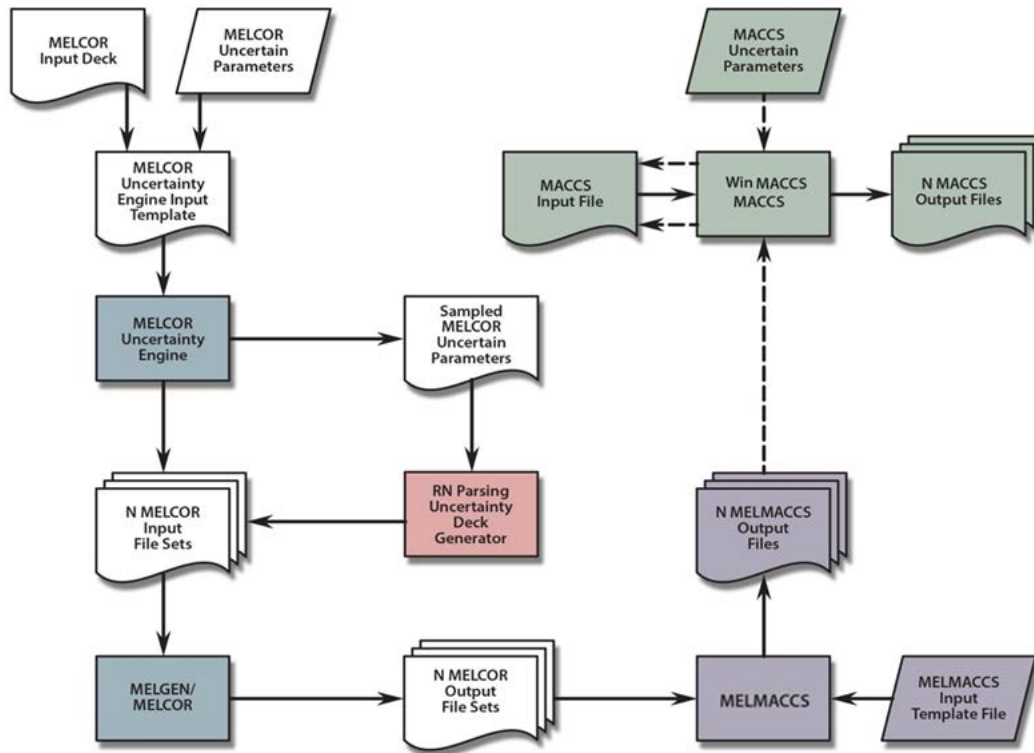 MELCOR
Input Deck
MELCOR
Uncertain
Parameters
MACCS
Uncertain
Parameters
MELCOR
Uncertainty
Engine Input
Template
MACCS
Input File
Win MACCS
MACCS
N MACCS
Output Files
MELCOR
Uncertainty
Engine
Sampled
MELCOR
Uncertain
Parameters
N MELCOR
Input
File Sets
RN Parsing
Uncertainty
Deck
Generator
N MELMACCS
Output
Files
MELGEN/
MELCOR
N MELCOR
Output
File Sets
MELMACCS
MELMACCS
Input
Template File